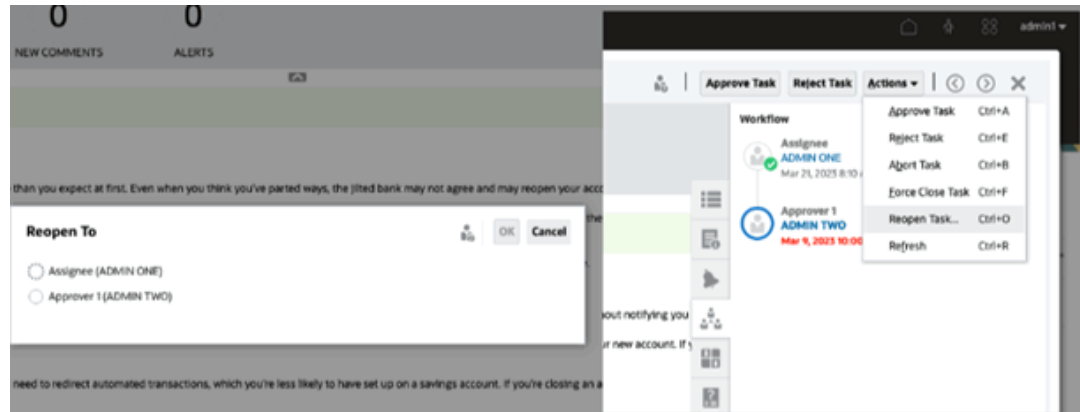 0 0
NEW COMMENTS ALERTS
than you expect at first. Even when you think you've parted ways, the jilted bank may not agree and may reopen your acco
the
Reopen To
OK Cancel
Assignee (ADMIN ONE)
Approver 1 (ADMIN TWO)
need to redirect automated transactions, which you're less likely to have set up on a savings account. If you're closing an a
admin1
Approve Task Reject Task Actions
Workflow
Assignee
ADMIN ONE
Mar 21, 2023 8:10
Approver 1
ADMIN TWO
Mar 9, 2023 10:00
Approve Task Ctrl+A
Reject Task Ctrl+E
Abort Task Ctrl+B
Force Close Task Ctrl+F
Reopen Task... Ctrl+O
Refresh Ctrl+R
out notifying you
ur new account. If y